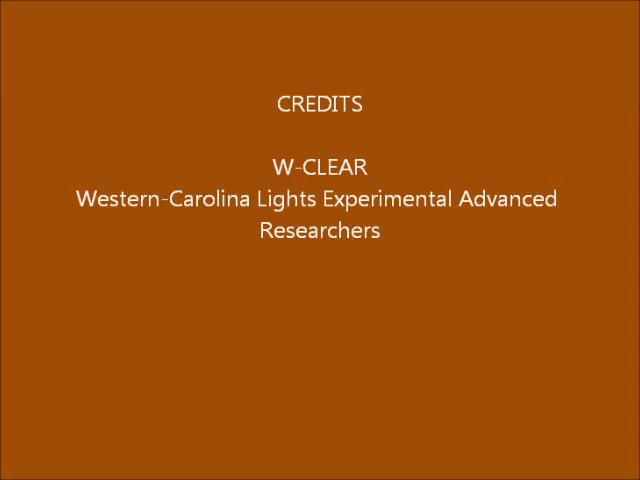 CREDITS
W-CLEAR
Western-Carolina Lights Experimental Advanced
Researchers